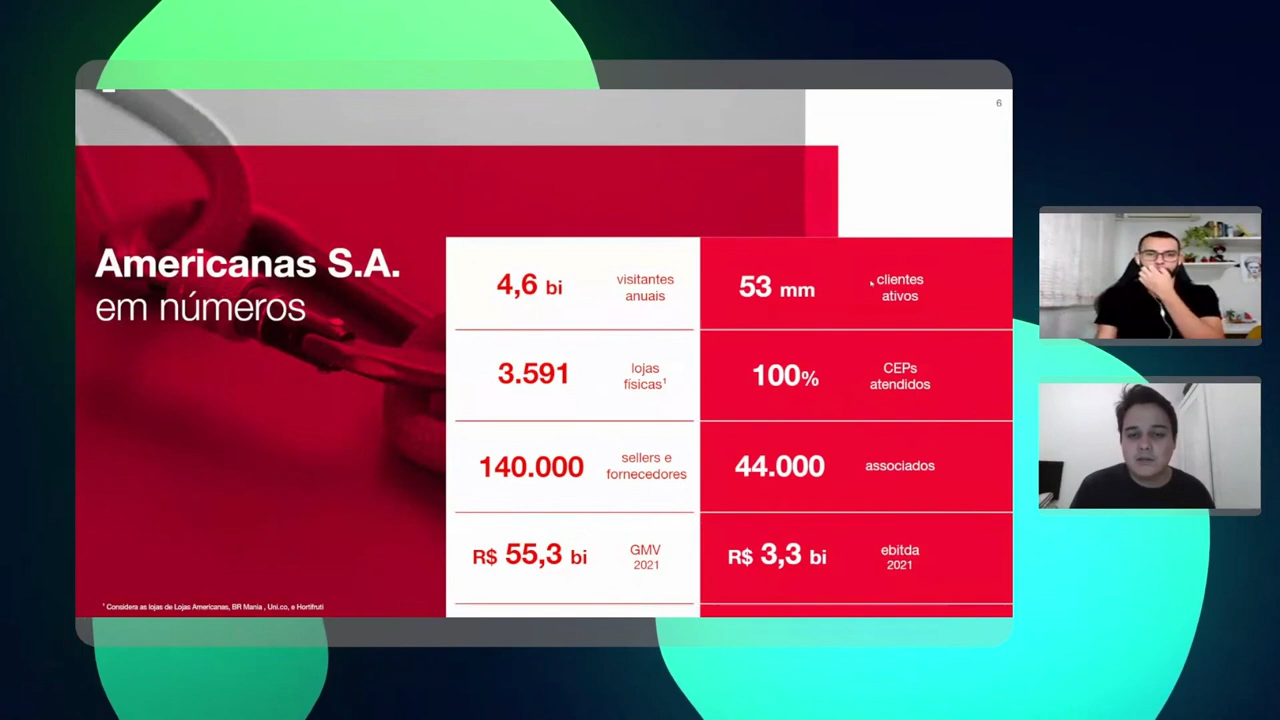 6
Americanas S.A.
em números
4,6 bi
visitantes
anuais
53 mm
clientes
ativos
3.591
lojas
físicas¹
100%
CEPs
atendidos
140.000
sellers e
fornecedores
44.000
associados
R$ 55,3 bi
GMV
2021
R$ 3,3 bi
ebitda
2021
¹ Considera as lojas de Lojas Americanas, BR Mania , Uni.co, e Hortifruti